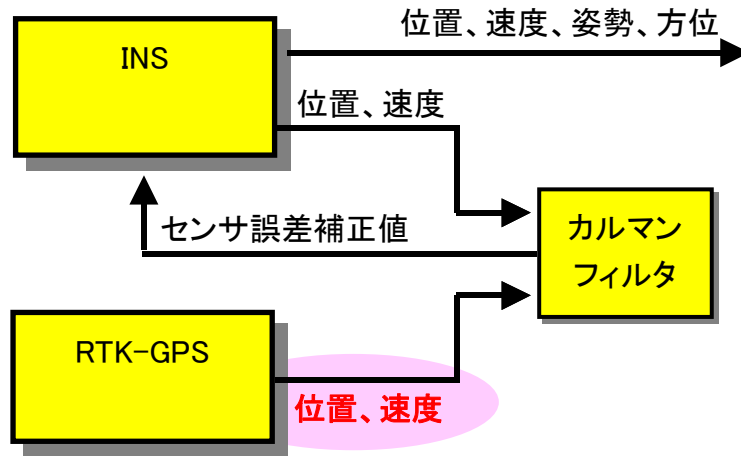 位置、速度、姿勢、方位
INS
位置、速度
センサ誤差補正値
カルマン
フィルタ
RTK-GPS
位置、速度